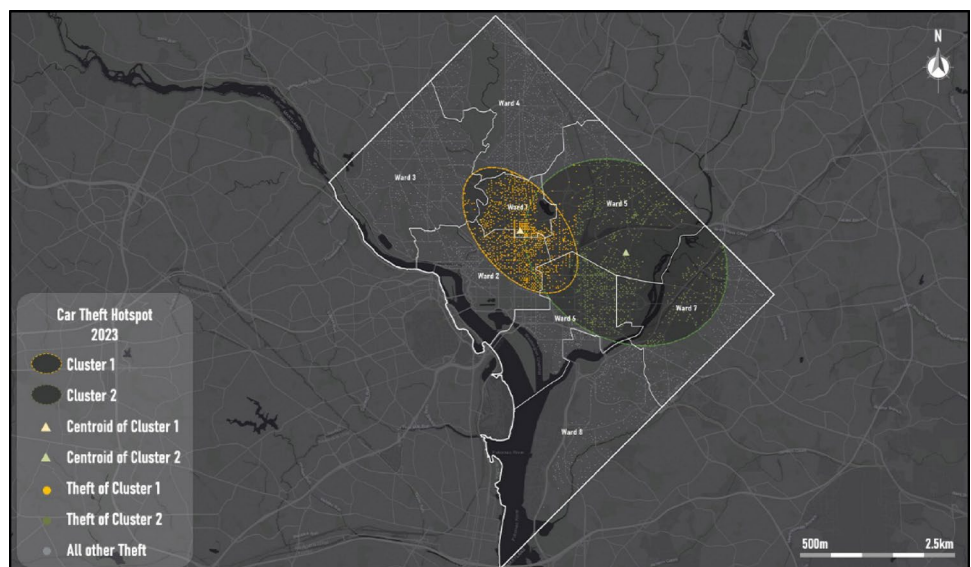 N
Ward 4
Ward 3
Ward 1
Ward 5
Ward 2
Ward 7
Ward 6
Ward 8
Car Theft Hotspot
2023
Cluster 1
Cluster 2
Centroid of Cluster 1
Centroid of Cluster 2
Theft of Cluster 1
Theft of Cluster 2
All other Theft
500m
2.5km